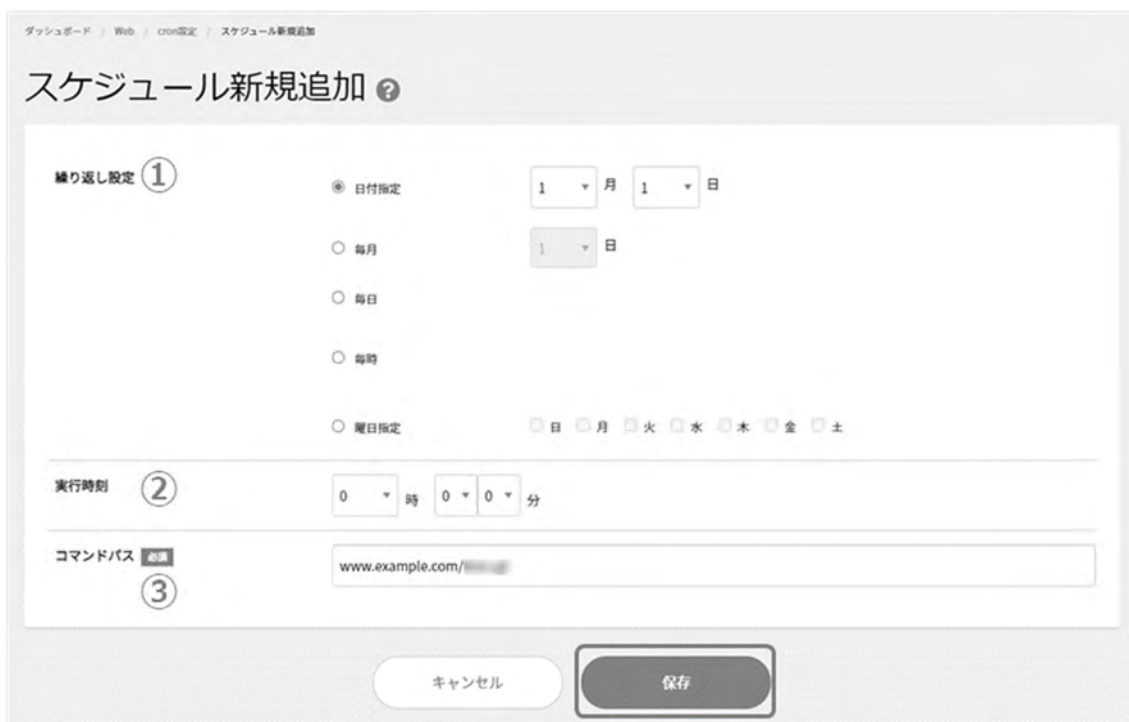 ダッシュボード / Web / cron設定 / スケジュール新規追加
スケジュール新規追加 ?
繰り返し設定 ①
日付指定 1 月 1 日
毎月 1 日
毎日
毎時
曜日指定 日 月 火 水 木 金 土
実行時刻 ② 0 時 0 0 分
コマンドパス 必須
www.example.com/
③
キャンセル 保存